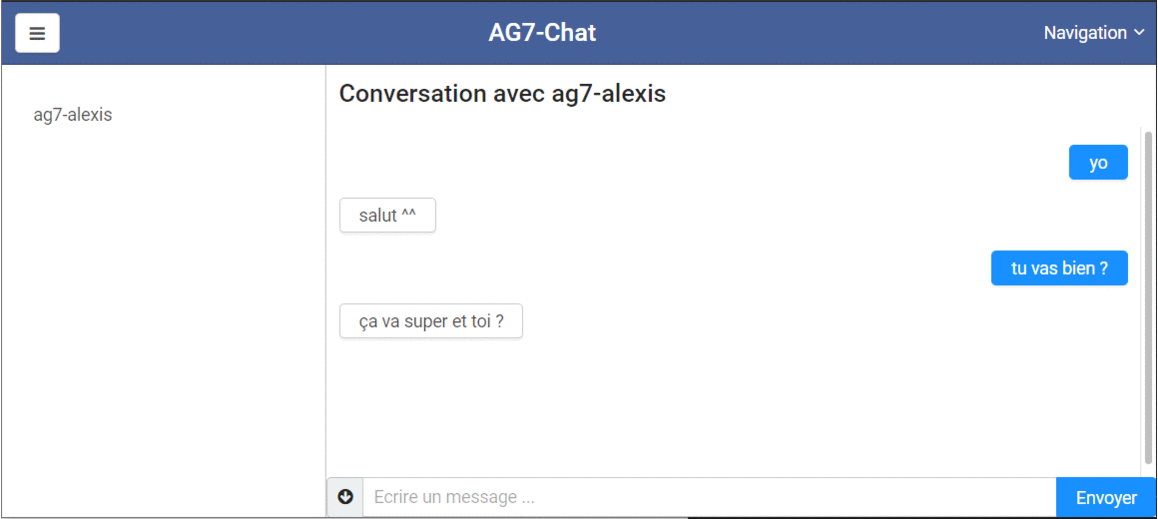 AG7-Chat
Navigation
ag7-alexis
Conversation avec ag7-alexis
yo
salut ^^
tu vas bien ?
ça va super et toi ?
Ecrire un message ...
Envoyer